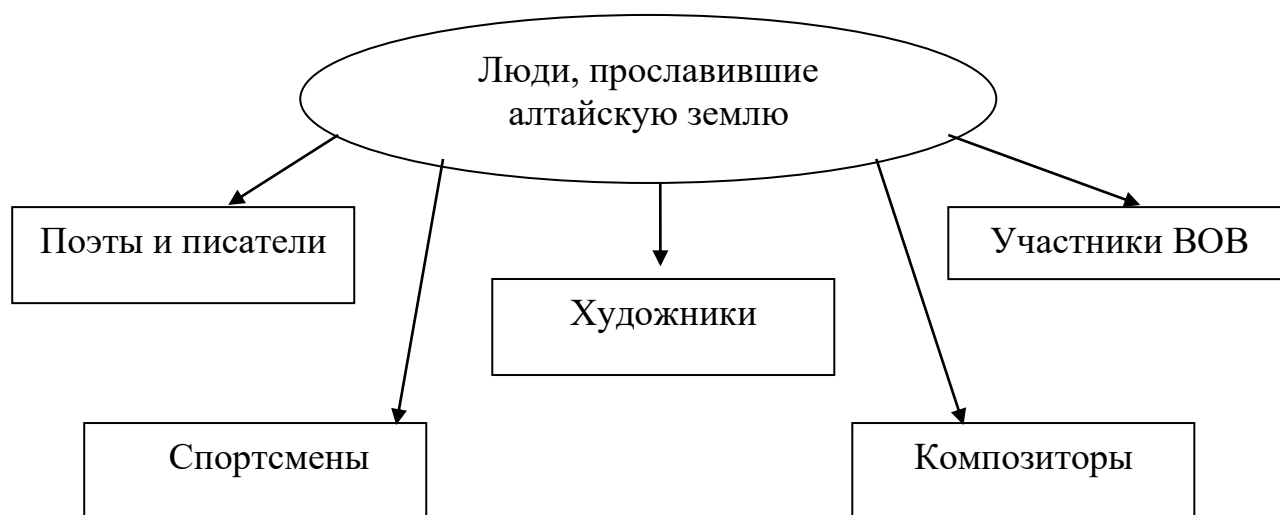 Люди, прославившие
алтайскую землю
Поэты и писатели
Участники ВОВ
Художники
Спортсмены
Композиторы